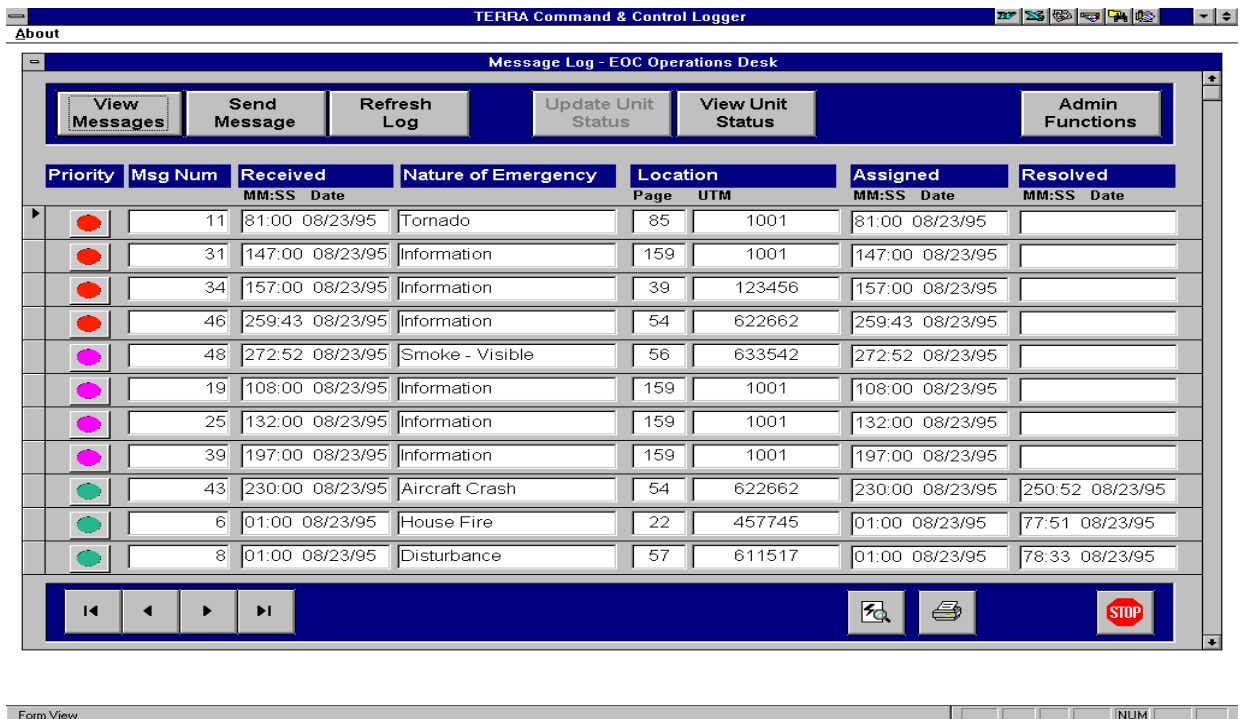 TERRA Command & Control Logger
About
Message Log - EOC Operations Desk
View Messages Send Message Refresh Log Update Unit Status View Unit Status Admin Functions
Priority Msg Num Received Nature of Emergency Location Assigned Resolved
MM:SS Date Page UTM MM:SS Date MM:SS Date
11 81:00 08/23/95 Tornado 85 1001 81:00 08/23/95
31 147:00 08/23/95 Information 159 1001 147:00 08/23/95
34 157:00 08/23/95 Information 39 123456 157:00 08/23/95
46 259:43 08/23/95 Information 54 622662 259:43 08/23/95
48 272:52 08/23/95 Smoke - Visible 56 633542 272:52 08/23/95
19 108:00 08/23/95 Information 159 1001 108:00 08/23/95
25 132:00 08/23/95 Information 159 1001 132:00 08/23/95
39 197:00 08/23/95 Information 159 1001 197:00 08/23/95
43 230:00 08/23/95 Aircraft Crash 54 622662 230:00 08/23/95 250:52 08/23/95
6 01:00 08/23/95 House Fire 22 457745 01:00 08/23/95 77:51 08/23/95
8 01:00 08/23/95 Disturbance 57 611517 01:00 08/23/95 78:33 08/23/95
STOP
Form View NUM